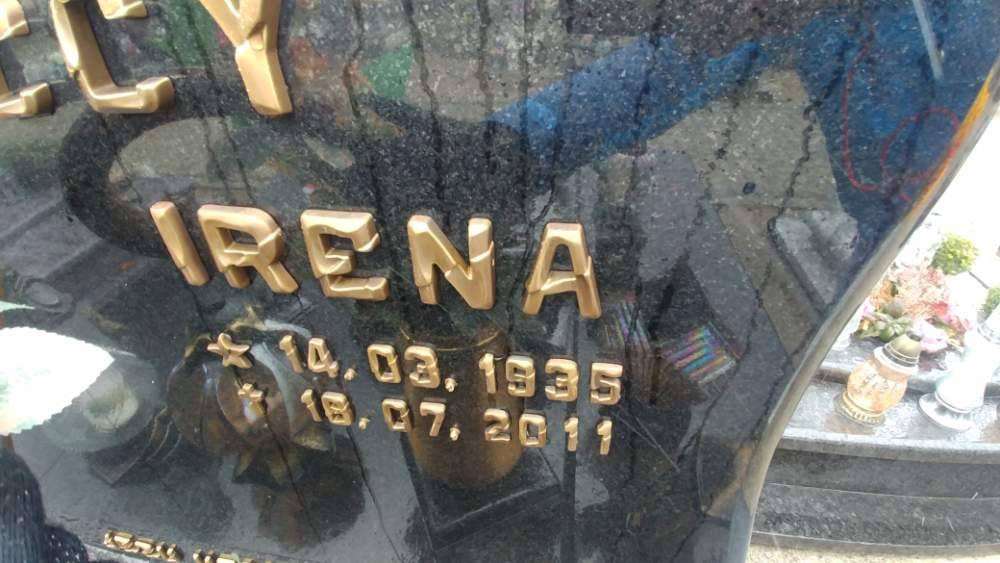 IRENA
* 14. 03. 1935
+ 18. 07. 2011